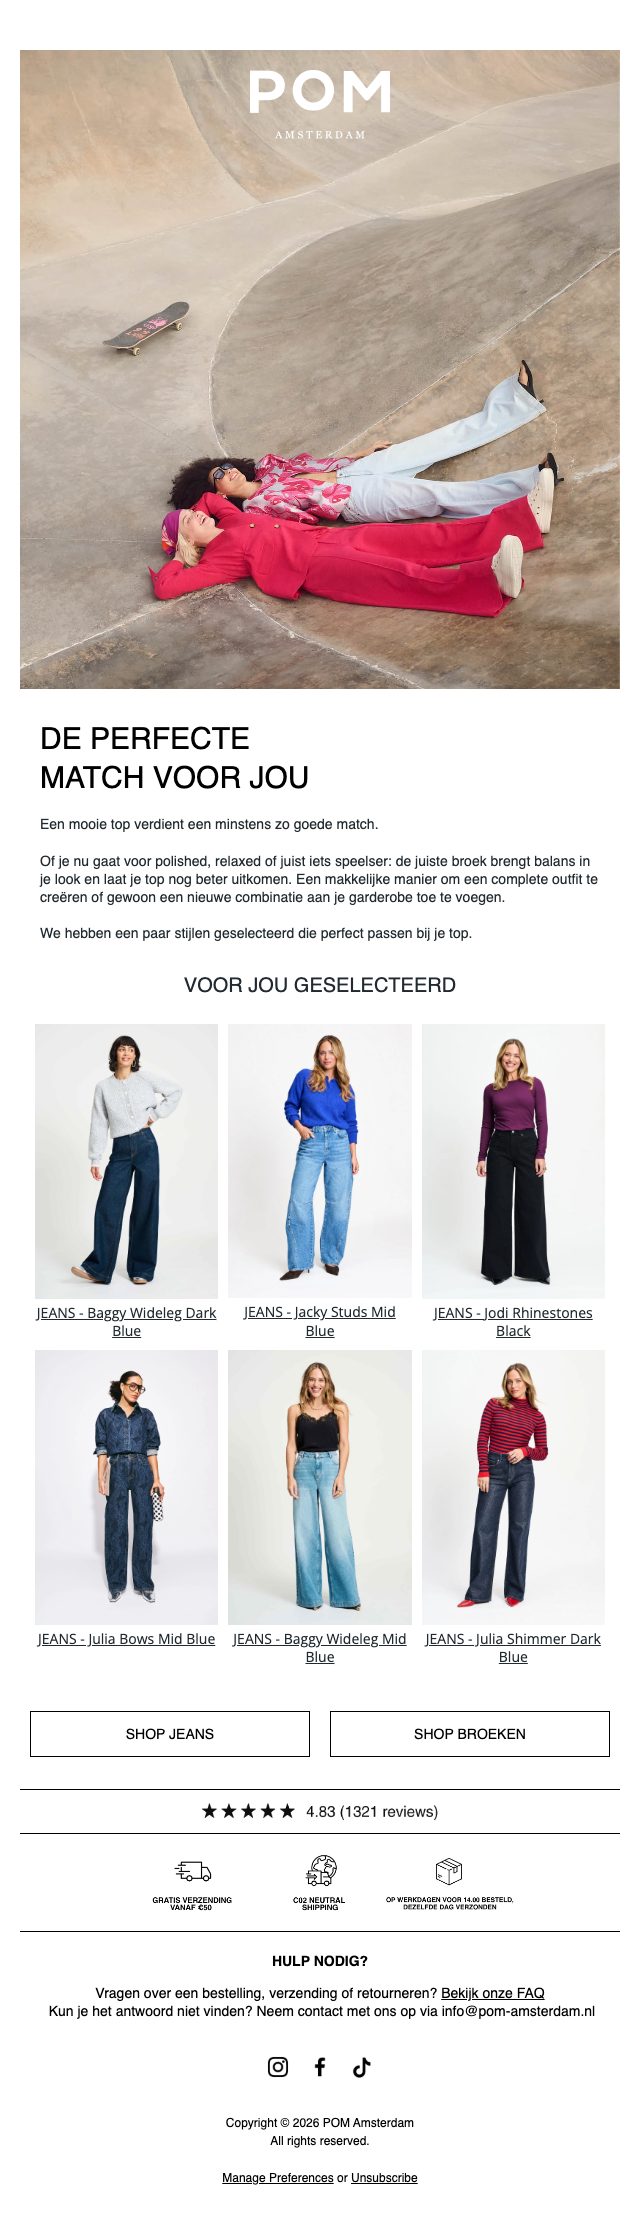 POM
AMSTERDAM
DE PERFECTE
MATCH VOOR JOU
Een mooie top verdient een minstens zo goede match.
Of je nu gaat voor polished, relaxed of juist iets speelser: de juiste broek brengt balans in
je look en laat je top nog beter uitkomen. Een makkelijke manier om een complete outfit te
creëren of gewoon een nieuwe combinatie aan je garderobe toe te voegen.
We hebben een paar stijlen geselecteerd die perfect passen bij je top.
VOOR JOU GESELECTEERD
JEANS - Baggy Wideleg Dark
Blue
JEANS - Jacky Studs Mid
Blue
JEANS - Jodi Rhinestones
Black
JEANS - Julia Bows Mid Blue
JEANS - Baggy Wideleg Mid
Blue
JEANS - Julia Shimmer Dark
Blue
SHOP JEANS
SHOP BROEKEN
4.83 (1321 reviews)
GRATIS VERZENDING
VANAF €50
C02 NEUTRAL
SHIPPING
OP WERKDAGEN VOOR 14.00 BESTELD,
DEZELFDE DAG VERZONDEN
HULP NODIG?
Vragen over een bestelling, verzending of retourneren? Bekijk onze FAQ
Kun je het antwoord niet vinden? Neem contact met ons op via info@pom-amsterdam.nl
Copyright © 2026 POM Amsterdam
All rights reserved.
Manage Preferences or Unsubscribe